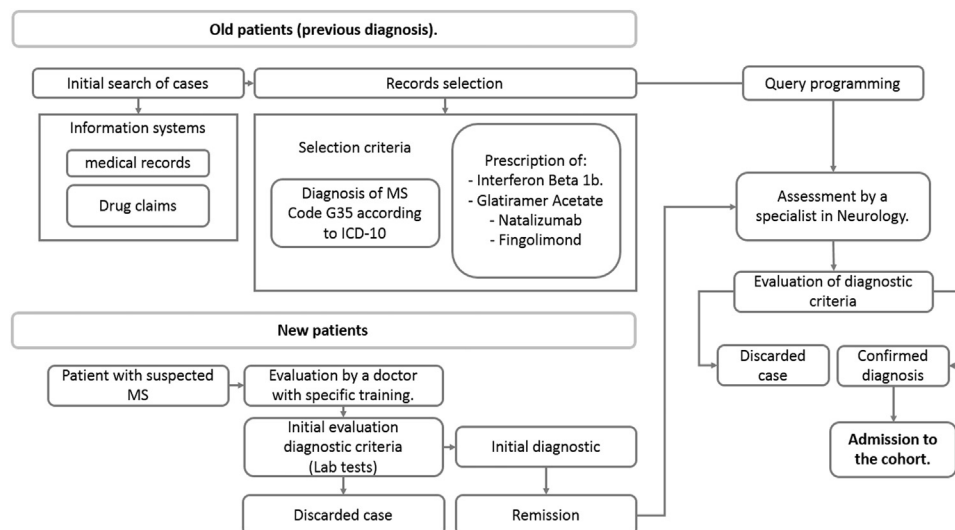 Old patients (previous diagnosis).
Initial search of cases
Records selection
Query programming
Information systems
medical records
Drug claims
Selection criteria
Diagnosis of MS
Code G35 according
to ICD-10
Prescription of:
- Interferon Beta 1b.
- Glatiramer Acetate
- Natalizumab
- Fingolimond
Assessment by a
specialist in Neurology.
Evaluation of diagnostic
criteria
Discarded
case
Confirmed
diagnosis
Admission to
the cohort.
New patients
Patient with suspected
MS
Evaluation by a doctor
with specific training.
Initial evaluation
diagnostic criteria
(Lab tests)
Initial diagnostic
Discarded case
Remission